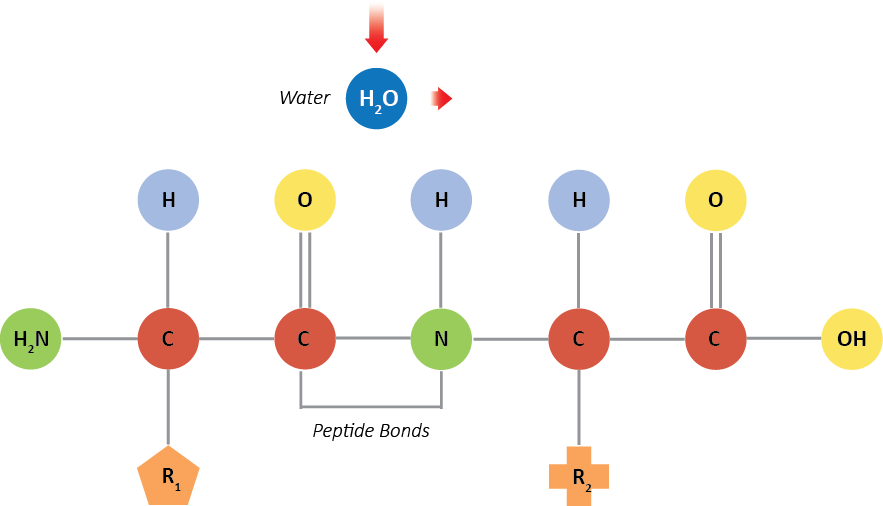 Water H₂O
H O H H O
H₂N C C N C C OH
Peptide Bonds
R₁ R₂